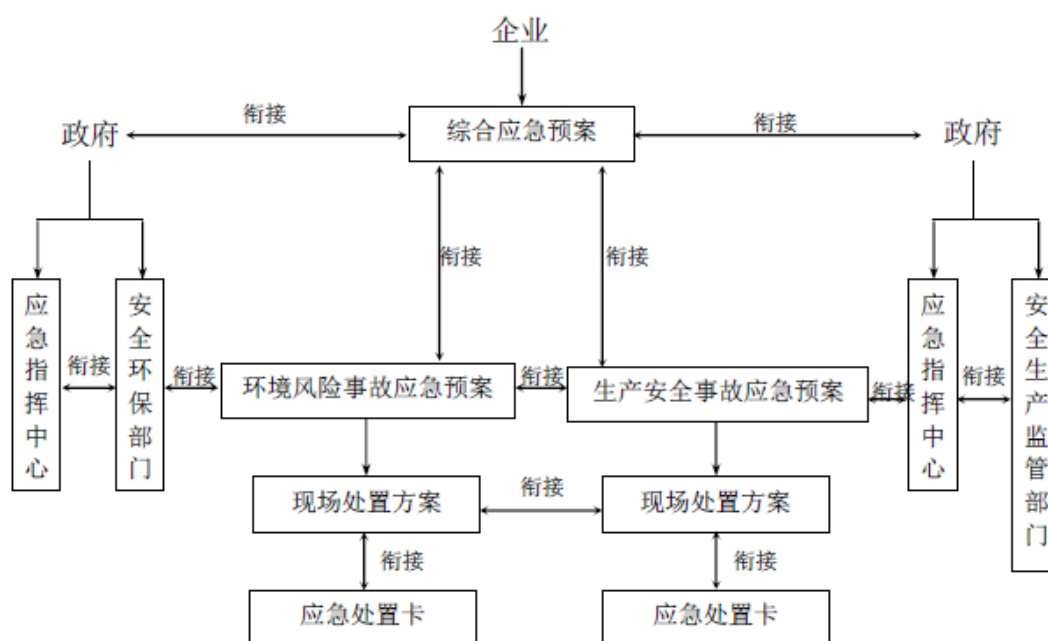 企业
政府
衔接
综合应急预案
衔接
政府
衔接
衔接
应急指挥中心
衔接
安全环保部门
衔接
环境风险事故应急预案
衔接
生产安全事故应急预案
衔接
应急指挥中心
衔接
安全生产监管部门
现场处置方案
衔接
现场处置方案
衔接
衔接
应急处置卡
应急处置卡